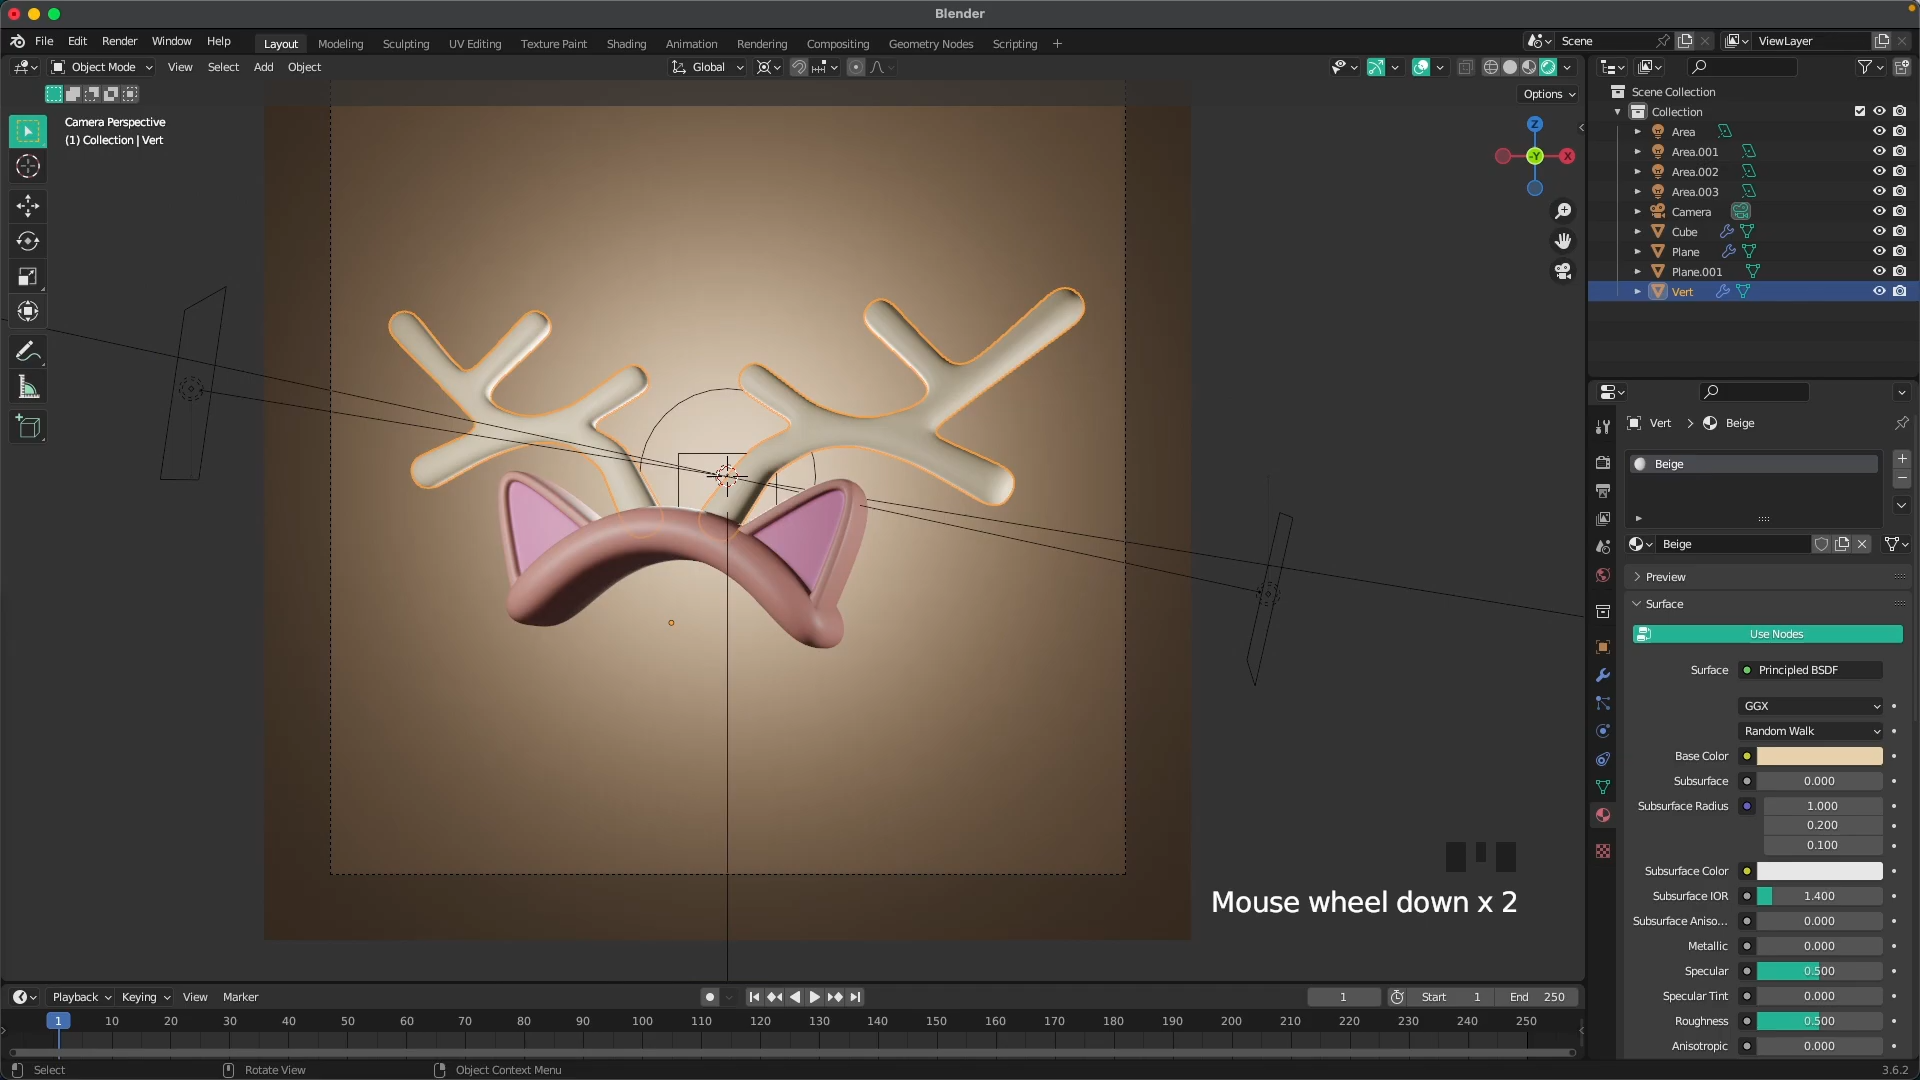 Blender
File Edit Render Window Help Layout Modeling Sculpting UV Editing Texture Paint Shading Animation Rendering Compositing Geometry Nodes Scripting + Scene ViewLayer
Object Mode View Select Add Object Global
Options
Camera Perspective
(1) Collection | Vert
Z
-Y
X
Scene Collection
Collection
Area
Area.001
Area.002
Area.003
Camera
Cube
Plane
Plane.001
Vert
Vert > Beige
Beige
Beige
Preview
Surface
Use Nodes
Surface Principled BSDF
GGX
Random Walk
Base Color
Subsurface 0.000
Subsurface Radius 1.000
0.200
0.100
Subsurface Color
Subsurface IOR 1.400
Subsurface Aniso... 0.000
Metallic 0.000
Specular 0.500
Specular Tint 0.000
Roughness 0.500
Anisotropic 0.000
Mouse wheel down x 2
Playback Keying View Marker 1 Start 1 End 250
1 10 20 30 40 50 60 70 80 90 100 110 120 130 140 150 160 170 180 190 200 210 220 230 240 250
Select Rotate View Object Context Menu 3.6.2